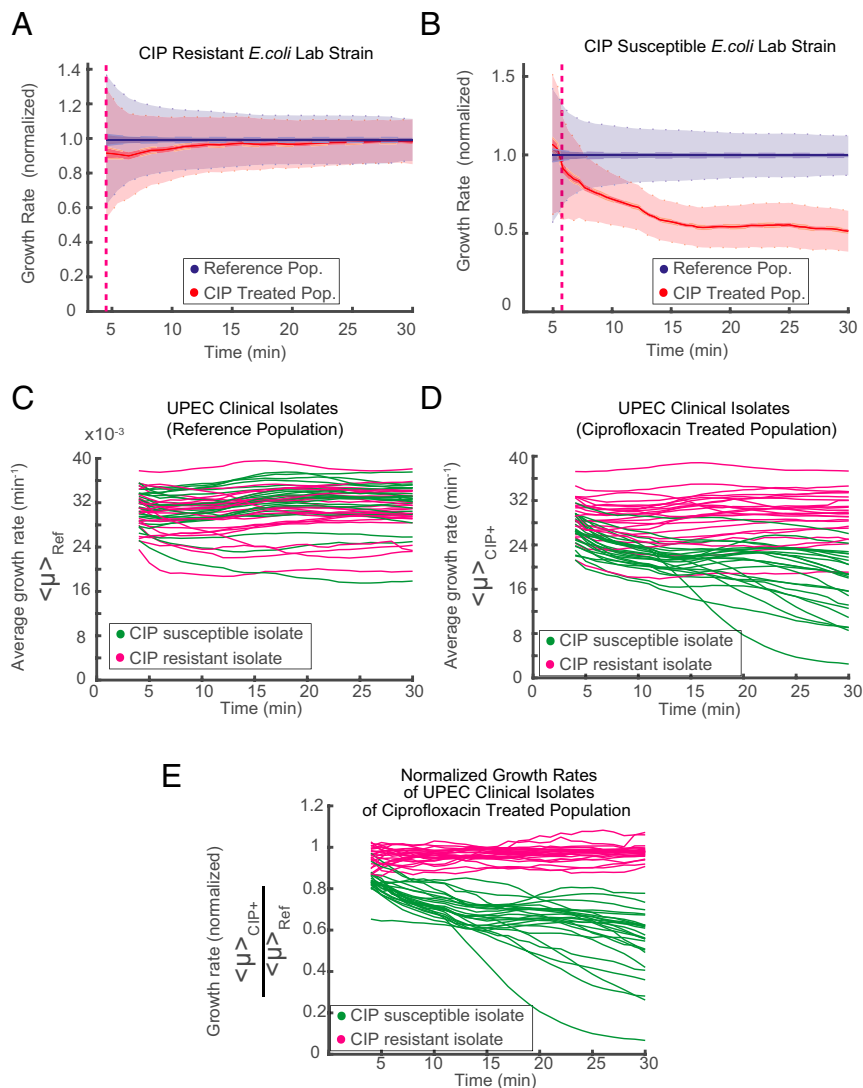 A
CIP Resistant E.coli Lab Strain
Growth Rate (normalized)
1.4
1.2
1.0
0.8
0.6
0.4
0.2
0
Reference Pop.
CIP Treated Pop.
5 10 15 20 25 30
Time (min)
B
CIP Susceptible E.coli Lab Strain
Growth Rate (normalized)
1.5
1.0
0.5
0
Reference Pop.
CIP Treated Pop.
5 10 15 20 25 30
Time (min)
C
UPEC Clinical Isolates
(Reference Population)
x10⁻³
Average growth rate (min⁻¹)
<µ>Ref
40
32
24
16
8
0
CIP susceptible isolate
CIP resistant isolate
0 5 10 15 20 25 30
Time (min)
D
UPEC Clinical Isolates
(Ciprofloxacin Treated Population)
Average growth rate (min⁻¹)
<µ>CIP+
40
32
24
16
8
0
CIP susceptible isolate
CIP resistant isolate
0 5 10 15 20 25 30
Time (min)
E
Normalized Growth Rates
of UPEC Clinical Isolates
of Ciprofloxacin Treated Population
Growth rate (normalized)
<µ>CIP+
<µ>Ref
1.2
1
0.8
0.6
0.4
0.2
0
CIP susceptible isolate
CIP resistant isolate
5 10 15 20 25 30
Time (min)